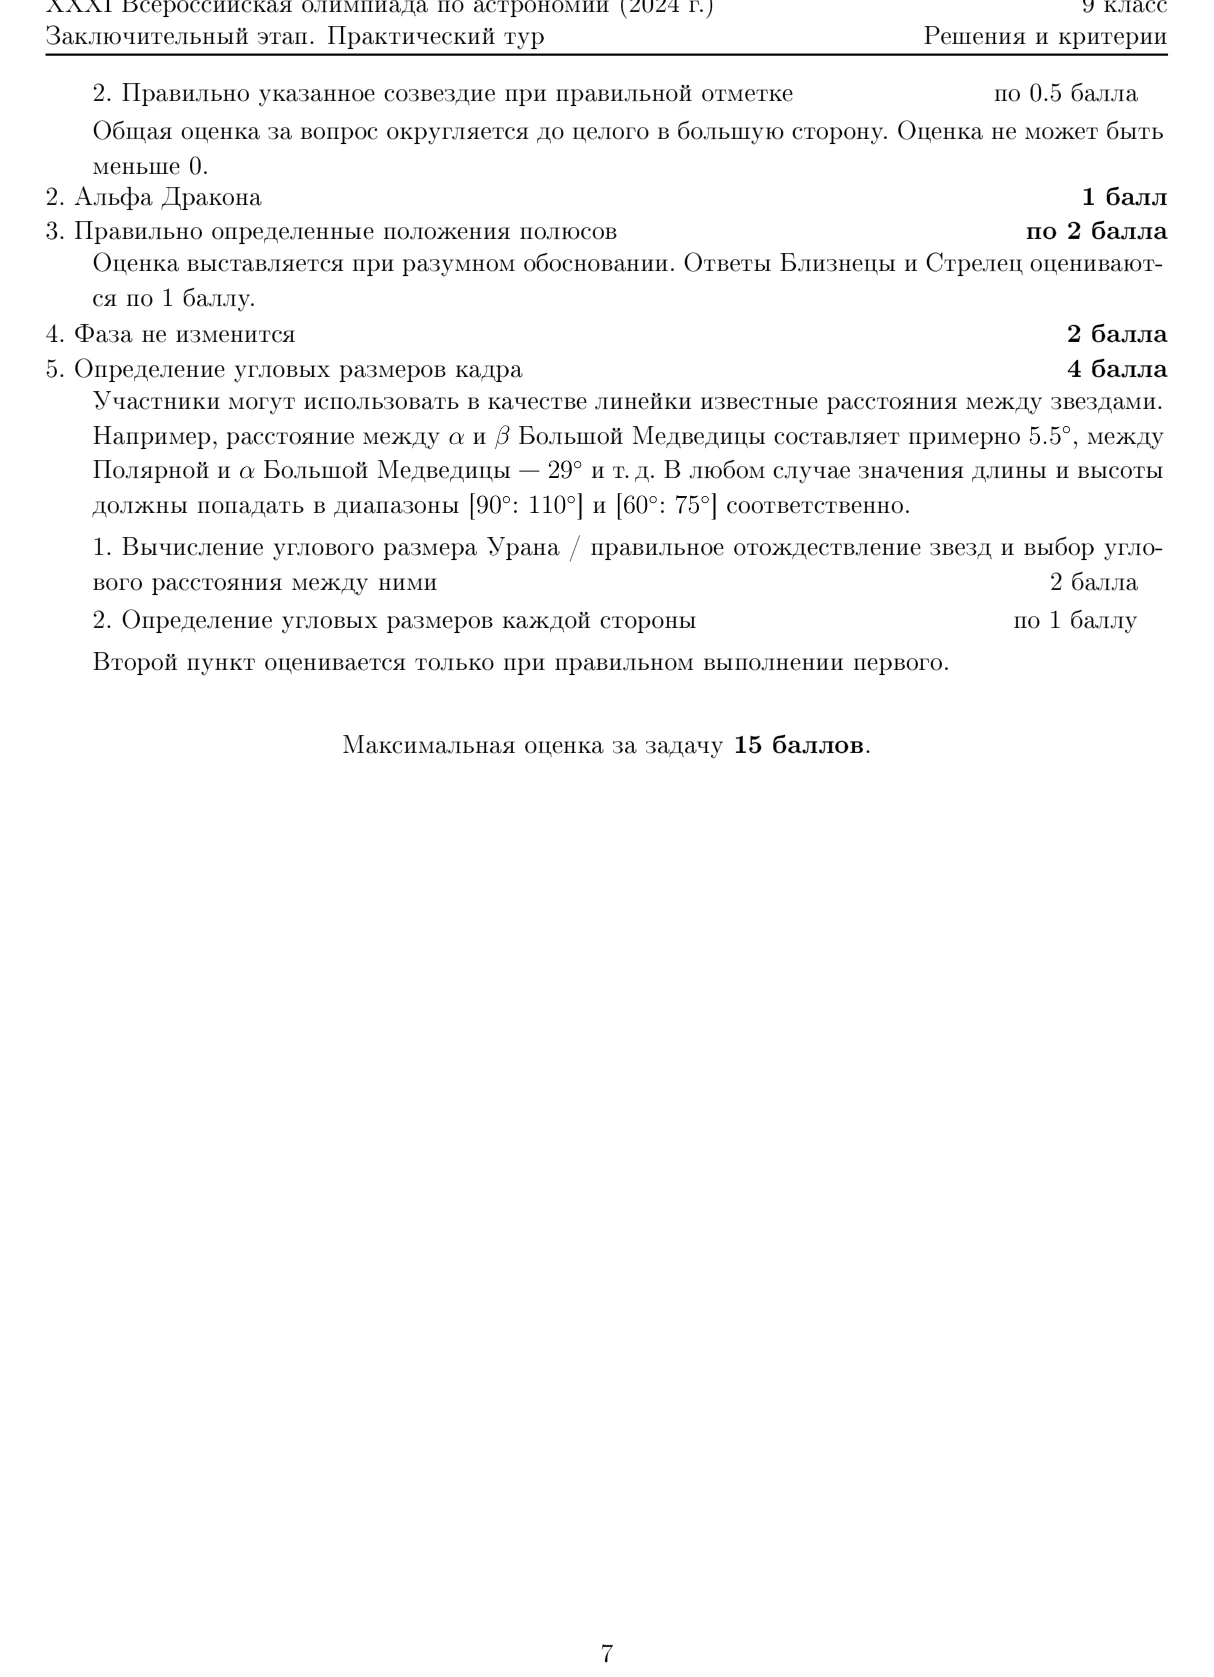 XXXI Всероссийская олимпиада по астрономии (2024 г.) 9 класс
Заключительный этап. Практический тур Решения и критерии
2. Правильно указанное созвездие при правильной отметке по 0.5 балла
Общая оценка за вопрос округляется до целого в большую сторону. Оценка не может быть
меньше 0.
2. Альфа Дракона 1 балл
3. Правильно определенные положения полюсов по 2 балла
Оценка выставляется при разумном обосновании. Ответы Близнецы и Стрелец оценивают-
ся по 1 баллу.
4. Фаза не изменится 2 балла
5. Определение угловых размеров кадра 4 балла
Участники могут использовать в качестве линейки известные расстояния между звездами.
Например, расстояние между α и β Большой Медведицы составляет примерно 5.5°, между
Полярной и α Большой Медведицы — 29° и т. д. В любом случае значения длины и высоты
должны попадать в диапазоны [90°: 110°] и [60°: 75°] соответственно.
1. Вычисление углового размера Урана / правильное отождествление звезд и выбор угло-
вого расстояния между ними 2 балла
2. Определение угловых размеров каждой стороны по 1 баллу
Второй пункт оценивается только при правильном выполнении первого.
Максимальная оценка за задачу 15 баллов.
7